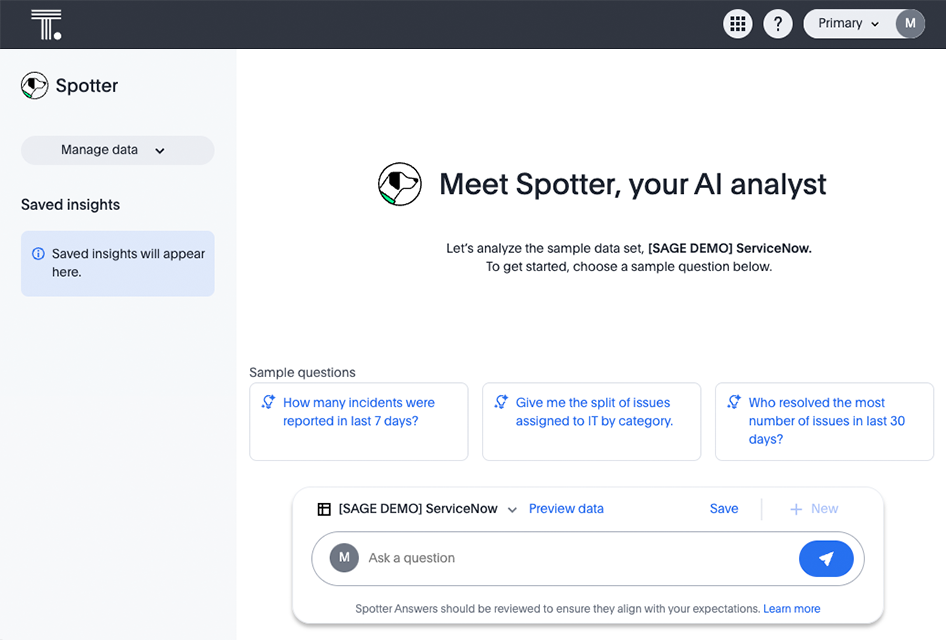 T.
?
Primary
M
Spotter
Manage data
Saved insights
Saved insights will appear
here.
Meet Spotter, your AI analyst
Let's analyze the sample data set, [SAGE DEMO] ServiceNow.
To get started, choose a sample question below.
Sample questions
How many incidents were
reported in last 7 days?
Give me the split of issues
assigned to IT by category.
Who resolved the most
number of issues in last 30
days?
[SAGE DEMO] ServiceNow
Preview data
Save
+ New
M
Ask a question
Spotter Answers should be reviewed to ensure they align with your expectations. Learn more